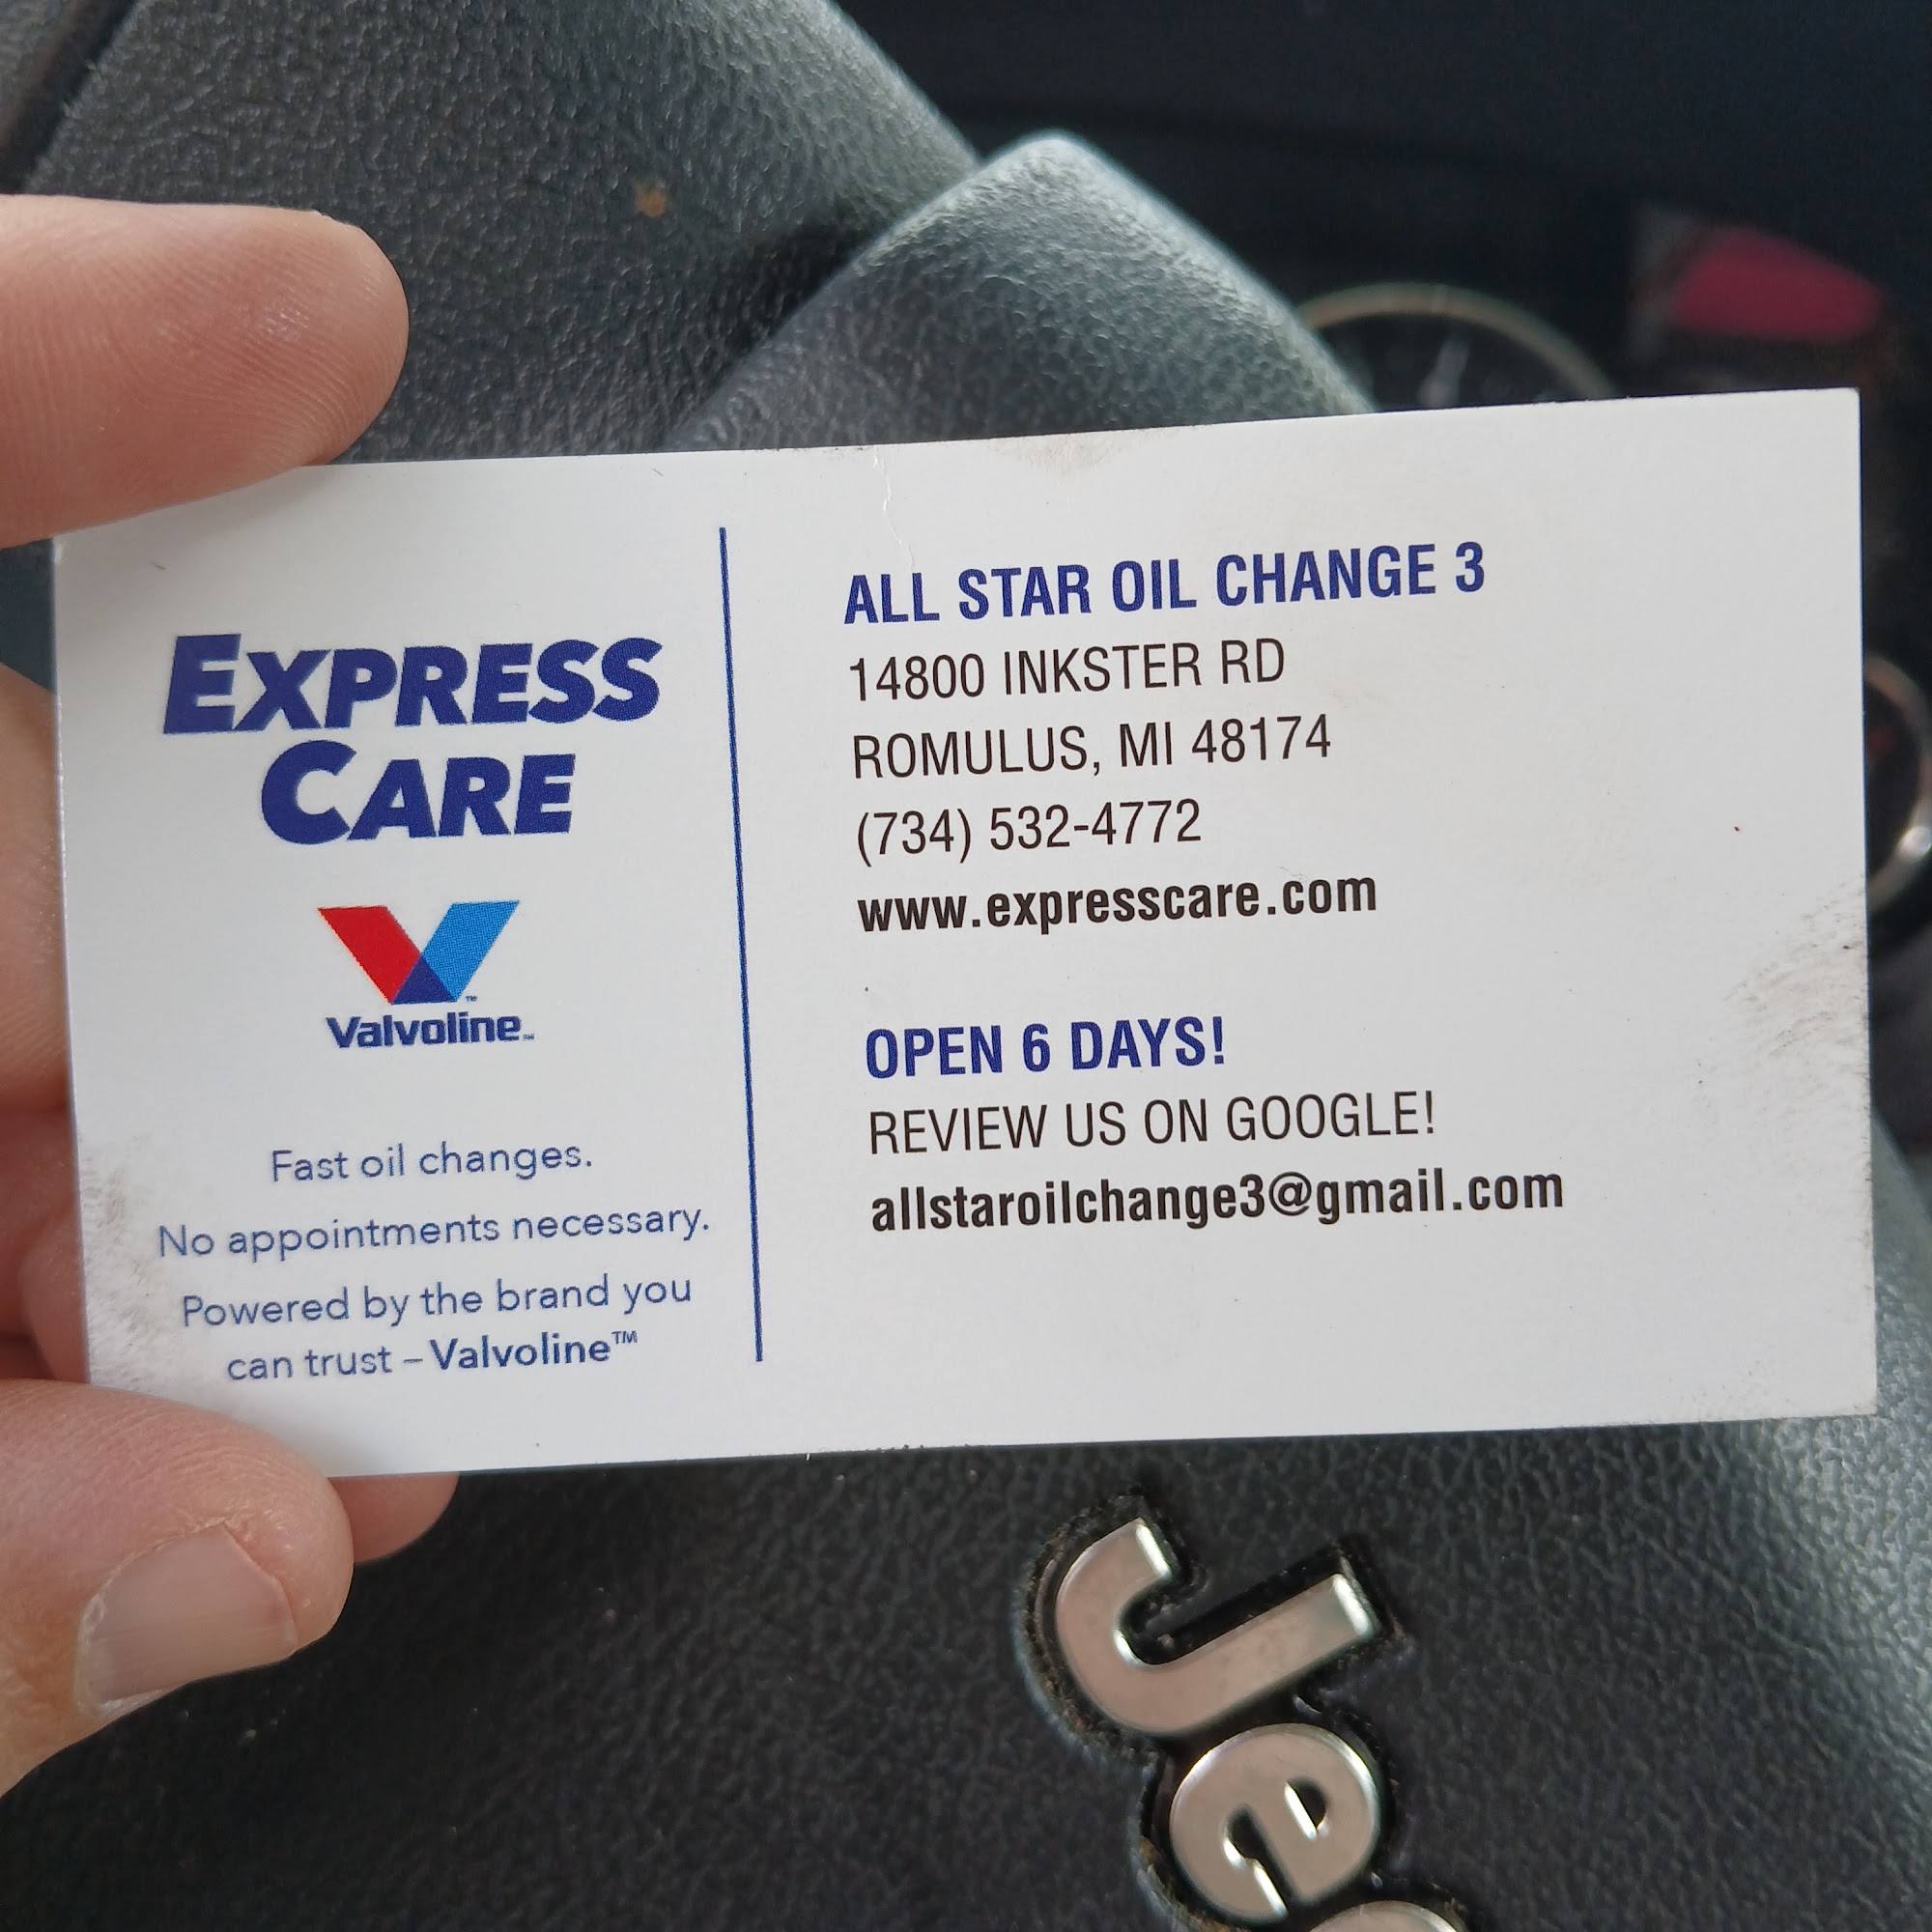 EXPRESS
CARE
Valvoline™
Fast oil changes.
No appointments necessary.
Powered by the brand you
can trust – Valvoline™
ALL STAR OIL CHANGE 3
14800 INKSTER RD
ROMULUS, MI 48174
(734) 532-4772
www.expresscare.com
OPEN 6 DAYS!
REVIEW US ON GOOGLE!
allstaroilchange3@gmail.com
Je